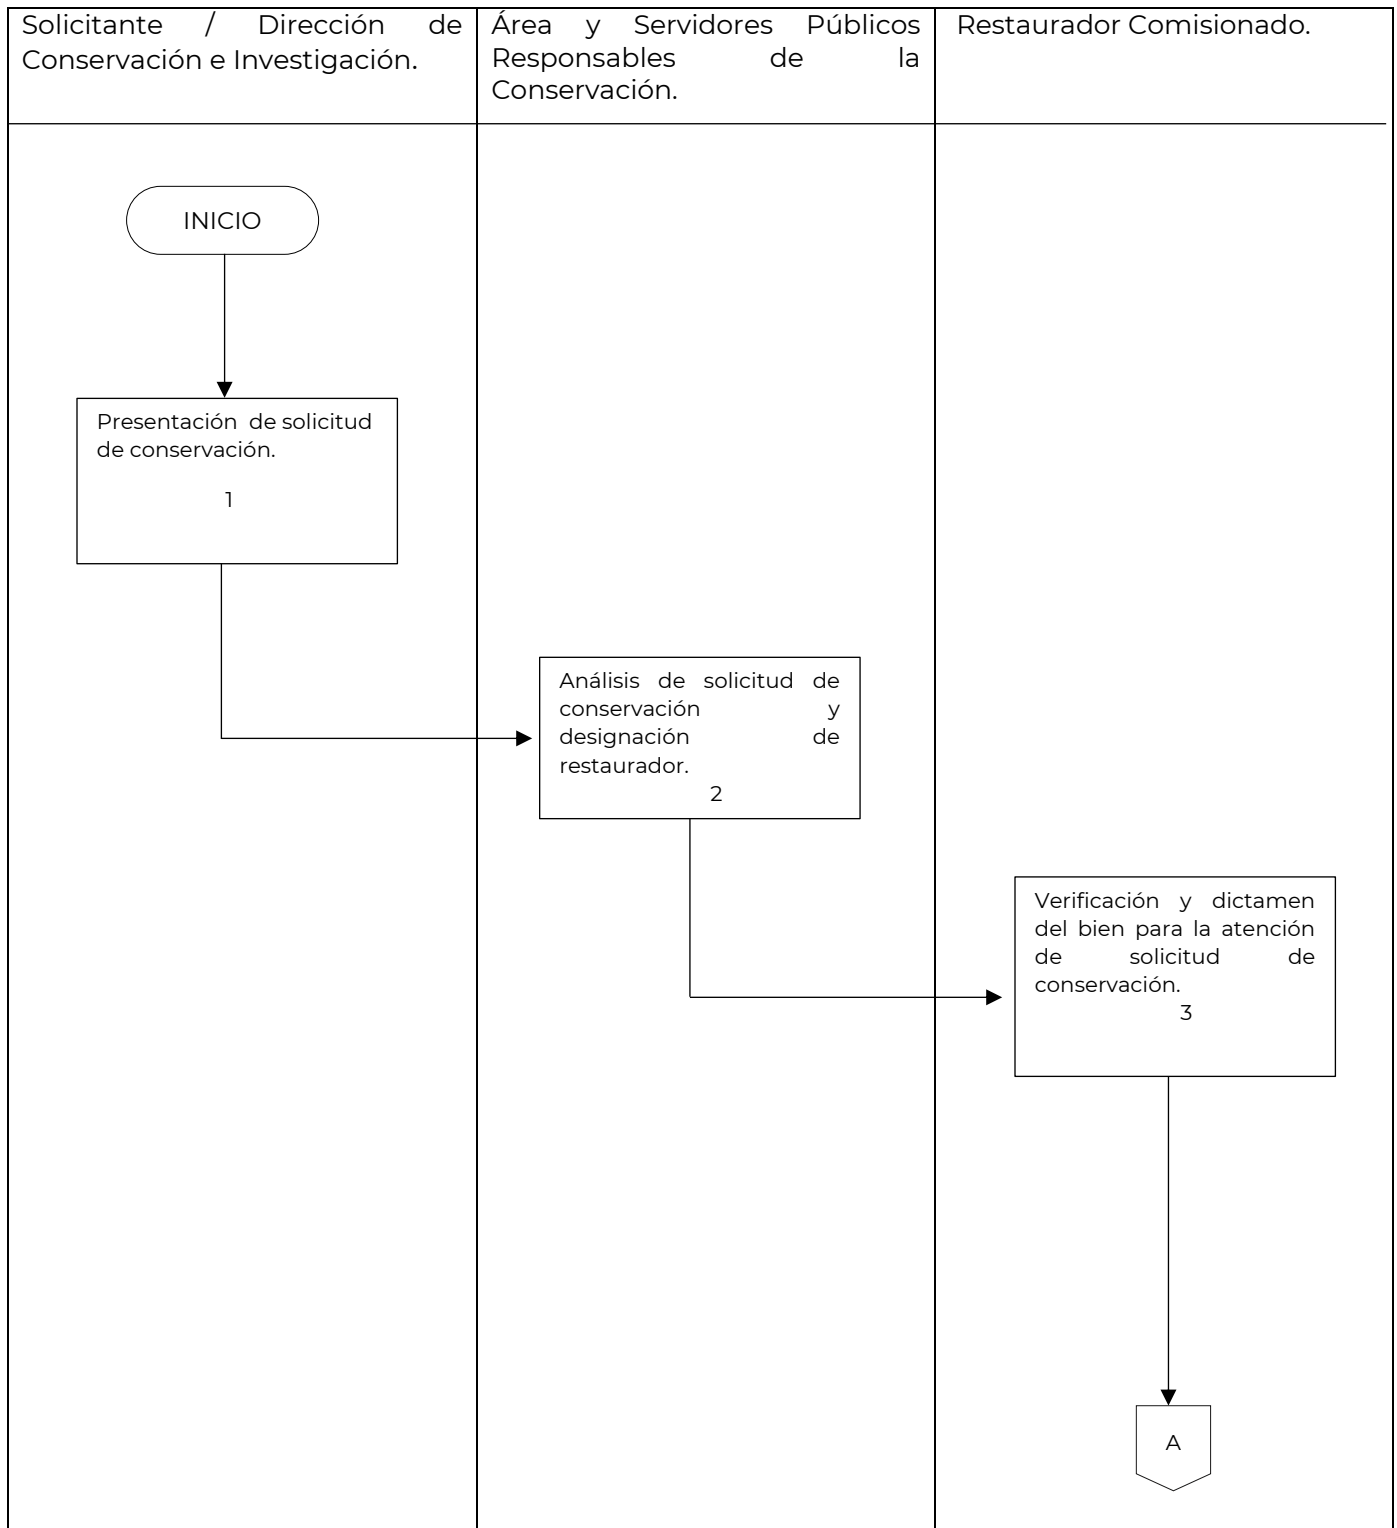 Solicitante / Dirección de
Conservación e Investigación.
Área y Servidores Públicos
Responsables de la
Conservación.
Restaurador Comisionado.
INICIO
Presentación de solicitud
de conservación.
1
Análisis de solicitud de
conservación y
designación de
restaurador.
2
Verificación y dictamen
del bien para la atención
de solicitud de
conservación.
3
A